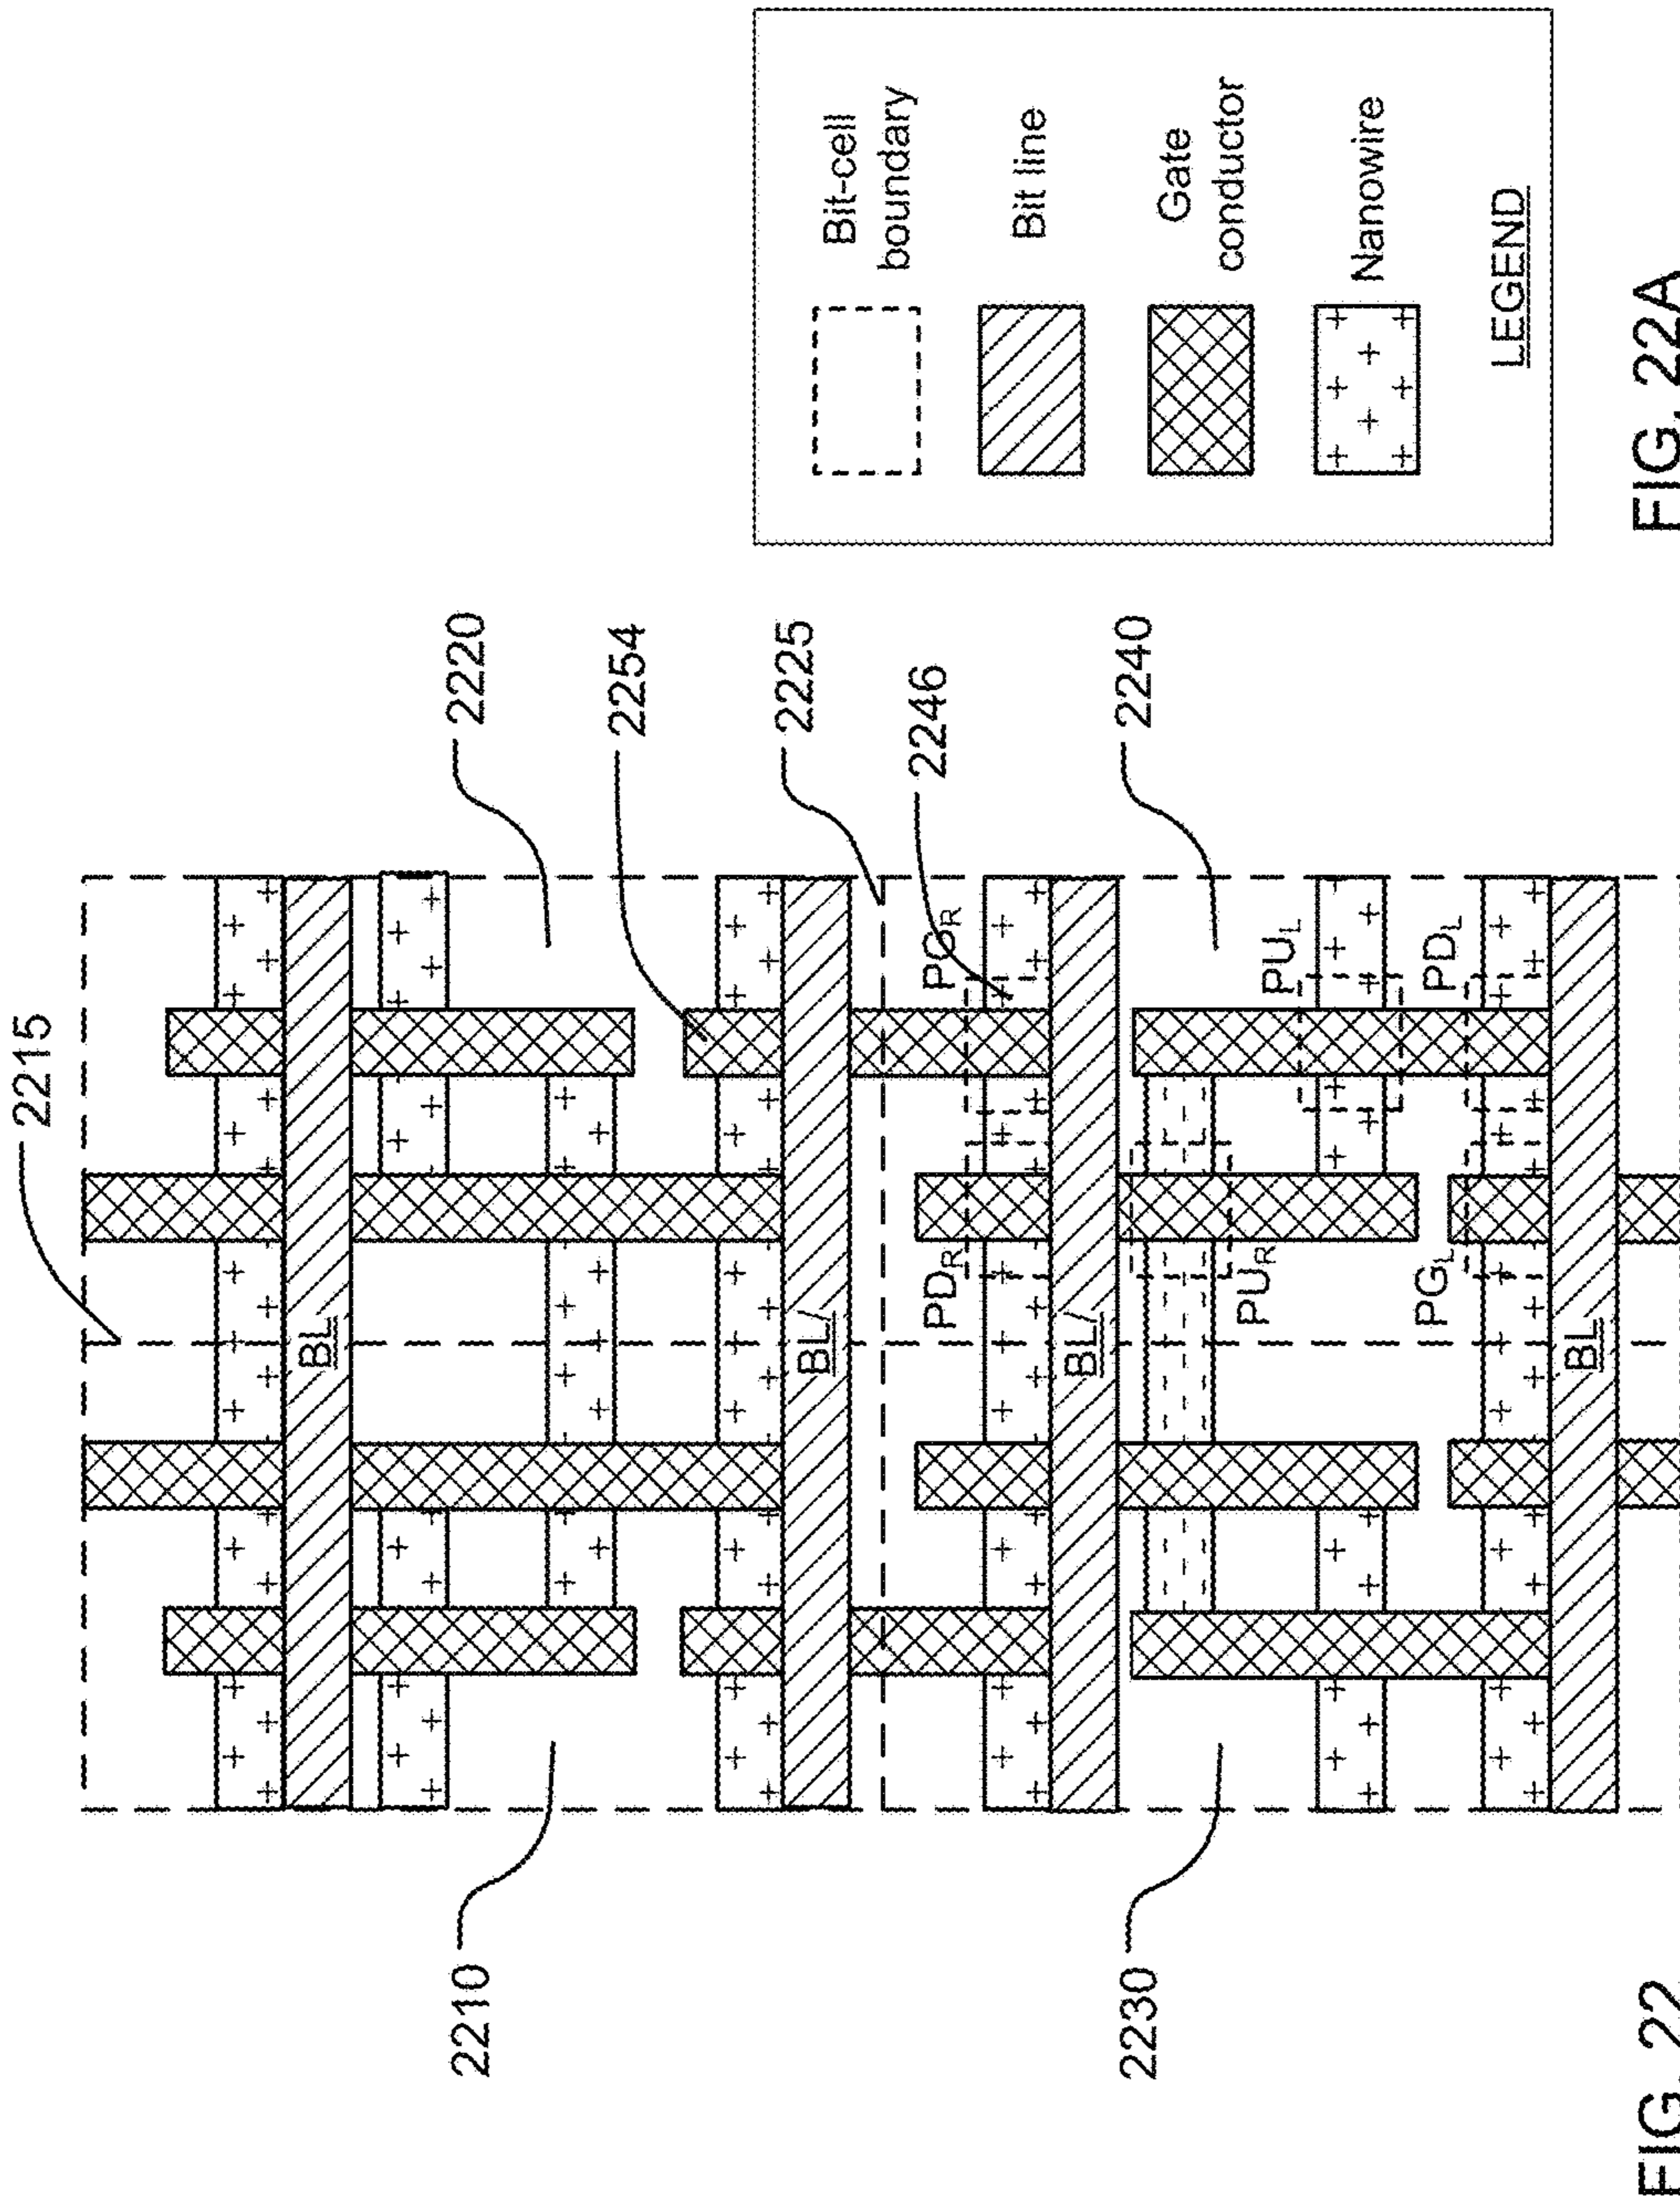 2215
2210
2220
2254
2225
2246
2240
2230
BL
BL/
BL/
BL
PG_R
PD_R
PU_R
PU_L
PD_L
PG_L
FIG. 22
Bit-cell
boundary
Bit line
Gate
conductor
Nanowire
LEGEND
FIG. 22A